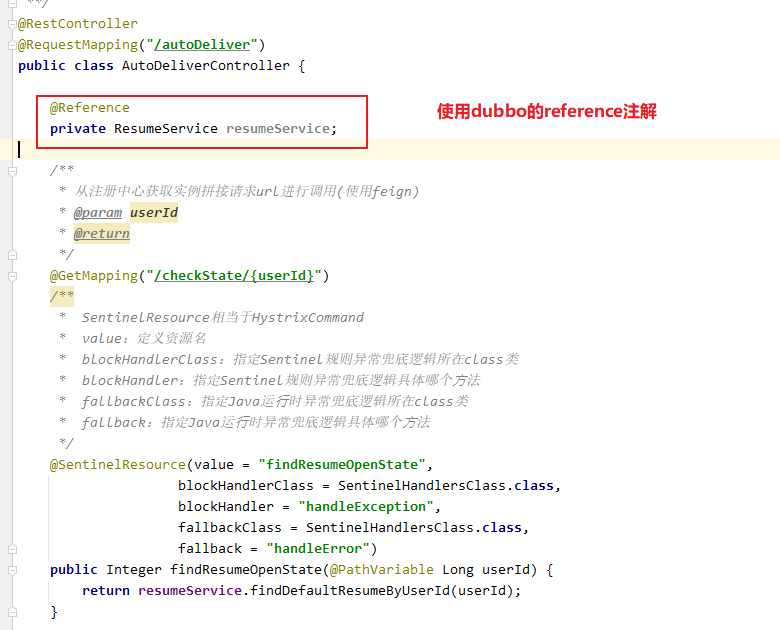 **/
@RestController
@RequestMapping("/autoDeliver")
public class AutoDeliverController {
@Reference
private ResumeService resumeService;
使用dubbo的reference注解
/**
* 从注册中心获取实例拼接请求url进行调用(使用feign)
* @param userId
* @return
*/
@GetMapping("/checkState/{userId}")
/**
* SentinelResource相当于HystrixCommand
* value：定义资源名
* blockHandlerClass：指定Sentinel规则异常兜底逻辑所在class类
* blockHandler：指定Sentinel规则异常兜底逻辑具体哪个方法
* fallbackClass：指定Java运行时异常兜底逻辑所在class类
* fallback：指定Java运行时异常兜底逻辑具体哪个方法
*/
@SentinelResource(value = "findResumeOpenState",
blockHandlerClass = SentinelHandlersClass.class,
blockHandler = "handleException",
fallbackClass = SentinelHandlersClass.class,
fallback = "handleError")
public Integer findResumeOpenState(@PathVariable Long userId) {
return resumeService.findDefaultResumeByUserId(userId);
}